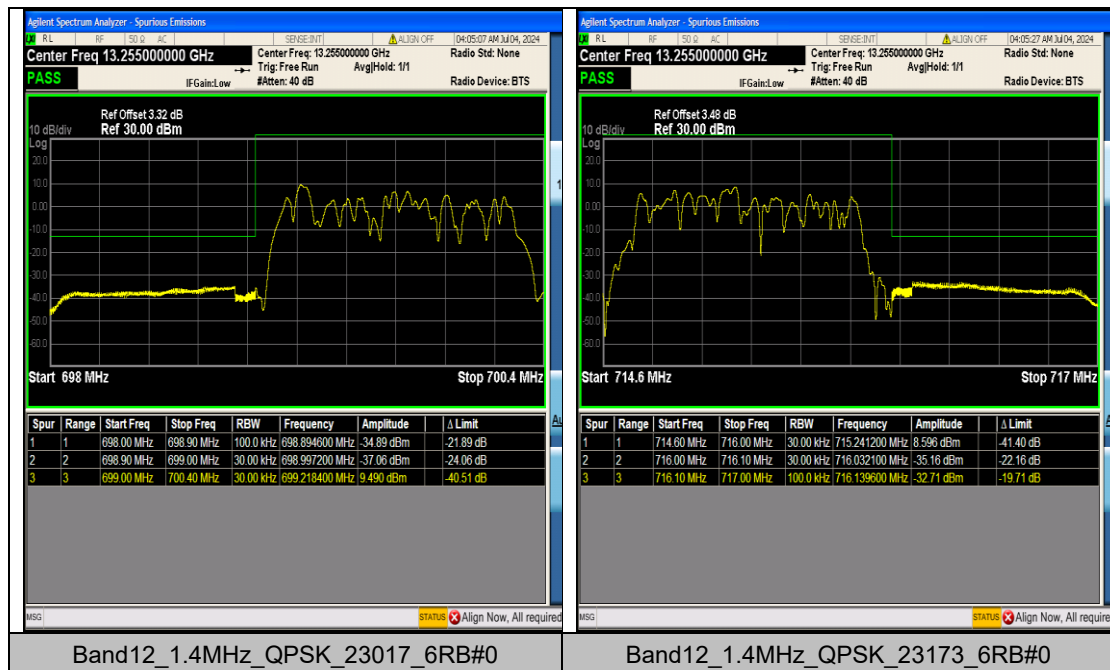 Agilent Spectrum Analyzer - Spurious Emissions
RL RF 50 Ω AC SENSE:INT ALIGN OFF 04:05:07 AM Jul 04, 2024
Center Freq 13.255000000 GHz Center Freq: 13.255000000 GHz Radio Std: None
Trig: Free Run Avg|Hold: 1/1
PASS IFGain:Low #Atten: 40 dB Radio Device: BTS
Ref Offset 3.32 dB
10 dB/div Ref 30.00 dBm
Log
20.0
10.0
0.00
-10.0
-20.0
-30.0
-40.0
-50.0
-60.0
Start 698 MHz Stop 700.4 MHz
Spur Range Start Freq Stop Freq RBW Frequency Amplitude Δ Limit
1 1 698.00 MHz 698.90 MHz 100.0 kHz 698.894600 MHz -34.89 dBm -21.89 dB
2 2 698.90 MHz 699.00 MHz 30.00 kHz 698.997200 MHz -37.06 dBm -24.06 dB
3 3 699.00 MHz 700.40 MHz 30.00 kHz 699.218400 MHz 9.490 dBm -40.51 dB
MSG STATUS Align Now, All required
Band12_1.4MHz_QPSK_23017_6RB#0
Agilent Spectrum Analyzer - Spurious Emissions
RL RF 50 Ω AC SENSE:INT ALIGN OFF 04:05:27 AM Jul 04, 2024
Center Freq 13.255000000 GHz Center Freq: 13.255000000 GHz Radio Std: None
Trig: Free Run Avg|Hold: 1/1
PASS IFGain:Low #Atten: 40 dB Radio Device: BTS
Ref Offset 3.48 dB
10 dB/div Ref 30.00 dBm
Log
20.0
10.0
0.00
-10.0
-20.0
-30.0
-40.0
-50.0
-60.0
Start 714.6 MHz Stop 717 MHz
Spur Range Start Freq Stop Freq RBW Frequency Amplitude Δ Limit
1 1 714.60 MHz 716.00 MHz 30.00 kHz 715.241200 MHz 8.596 dBm -41.40 dB
2 2 716.00 MHz 716.10 MHz 30.00 kHz 716.032100 MHz -35.16 dBm -22.16 dB
3 3 716.10 MHz 717.00 MHz 100.0 kHz 716.139600 MHz -32.71 dBm -19.71 dB
MSG STATUS Align Now, All require
Band12_1.4MHz_QPSK_23173_6RB#0